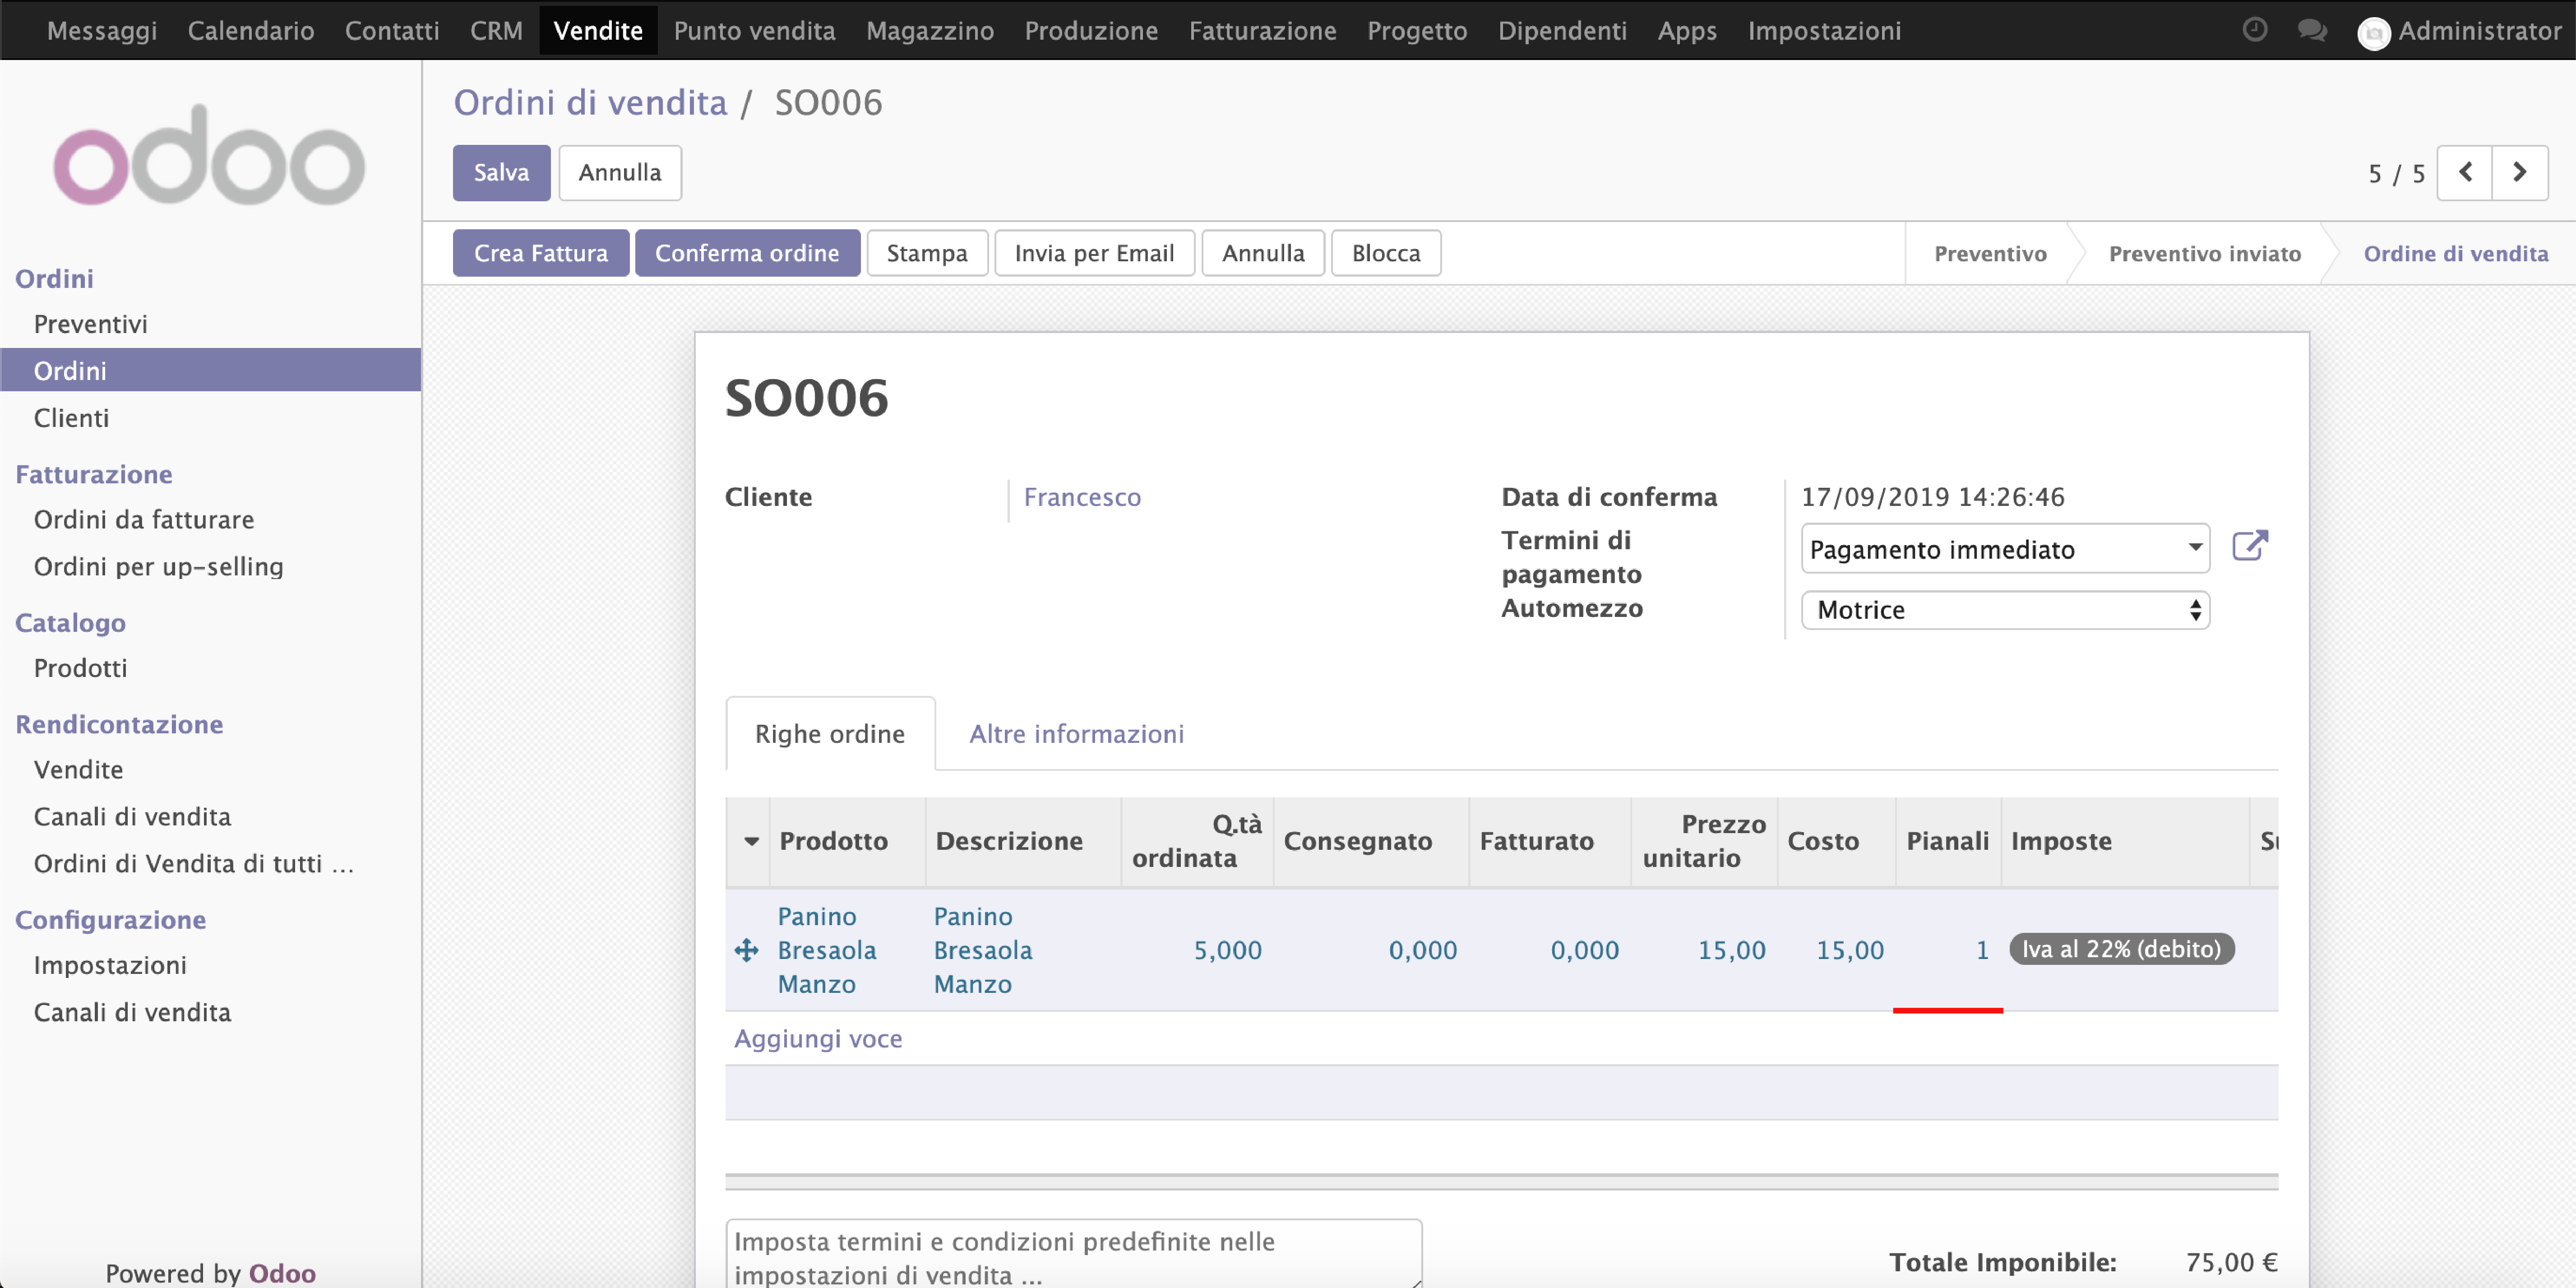 Messaggi Calendario Contatti CRM Vendite Punto vendita Magazzino Produzione Fatturazione Progetto Dipendenti Apps Impostazioni Administrator
odoo
Ordini
Preventivi
Ordini
Clienti
Fatturazione
Ordini da fatturare
Ordini per up-selling
Catalogo
Prodotti
Rendicontazione
Vendite
Canali di vendita
Ordini di Vendita di tutti ...
Configurazione
Impostazioni
Canali di vendita
Powered by Odoo
Ordini di vendita / SO006
Salva Annulla
5 / 5
Crea Fattura Conferma ordine Stampa Invia per Email Annulla Blocca
Preventivo Preventivo inviato Ordine di vendita
SO006
Cliente Francesco
Data di conferma 17/09/2019 14:26:46
Termini di
pagamento
Pagamento immediato
Automezzo Motrice
Righe ordine Altre informazioni
Prodotto Descrizione Q.tà
ordinata
Consegnato Fatturato Prezzo
unitario
Costo Pianali Imposte
Panino
Bresaola
Manzo
Panino
Bresaola
Manzo
5,000 0,000 0,000 15,00 15,00 1 Iva al 22% (debito)
Aggiungi voce
Imposta termini e condizioni predefinite nelle
impostazioni di vendita ...
Totale Imponibile: 75,00 €